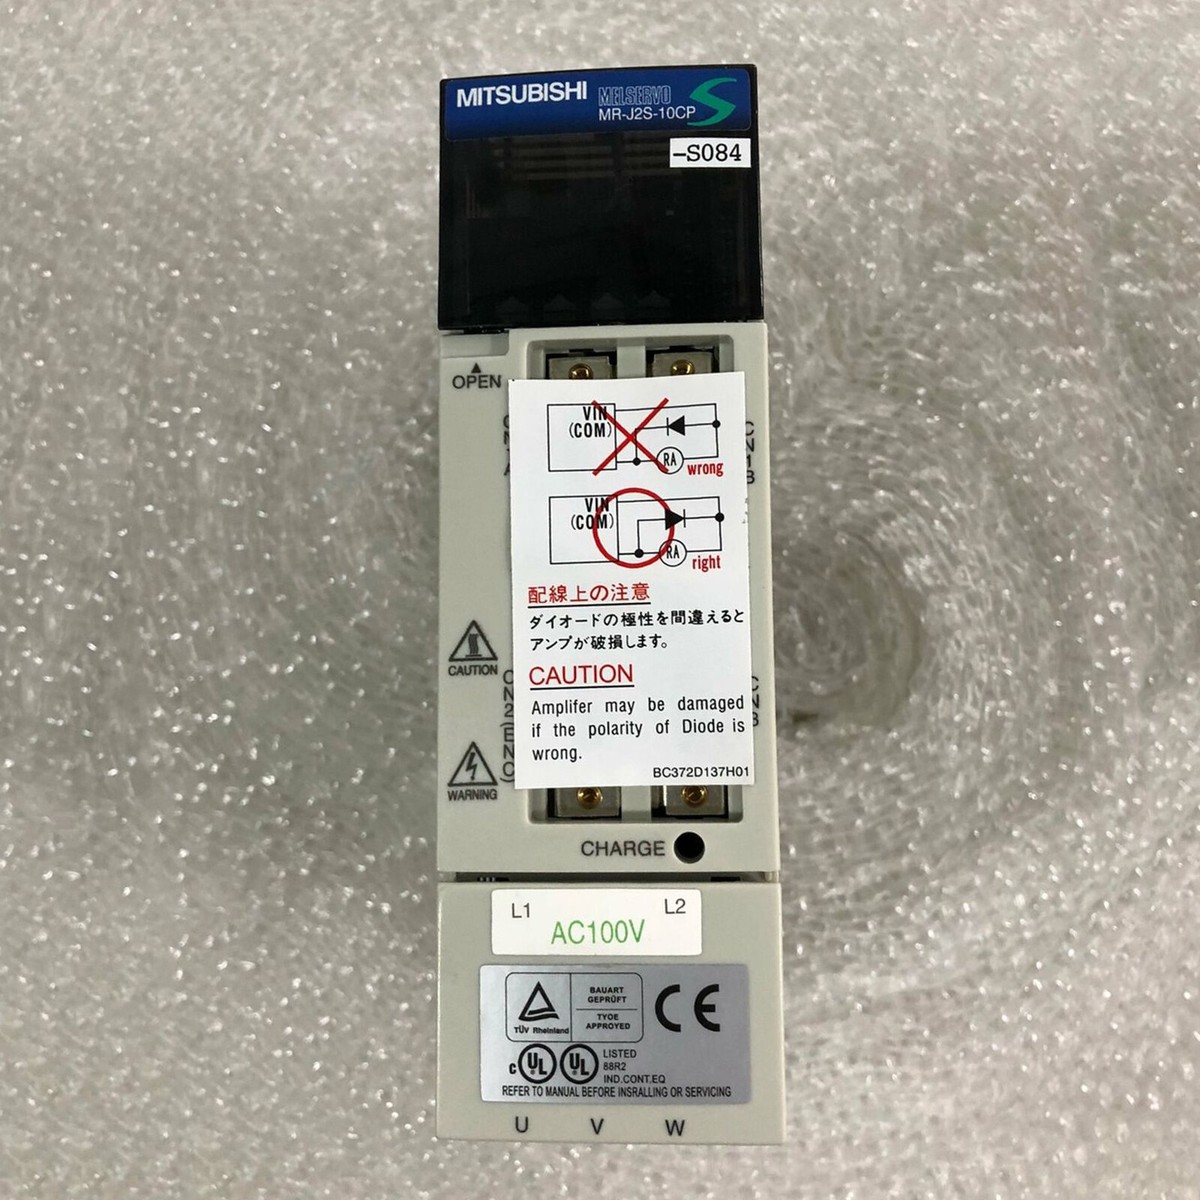 MITSUBISHI MELSERVO
MR-J2S-10CP
-S084
OPEN
VIN
(COM)
RA
wrong
VIN
(COM)
RA
right
配線上の注意
ダイオードの極性を間違えると
アンプが破損します。
CAUTION
Amplifer may be damaged
if the polarity of Diode is
wrong.
BC372D137H01
CAUTION
WARNING
CHARGE
L1 L2
AC100V
TÜV Rheinland
BAUART
GEPRÜFT
TYOE
APPROVED
CE
c UL UL
LISTED
88R2
IND.CONT.EQ
REFER TO MANUAL BEFORE INSRALLING OR SERVICING
U V W